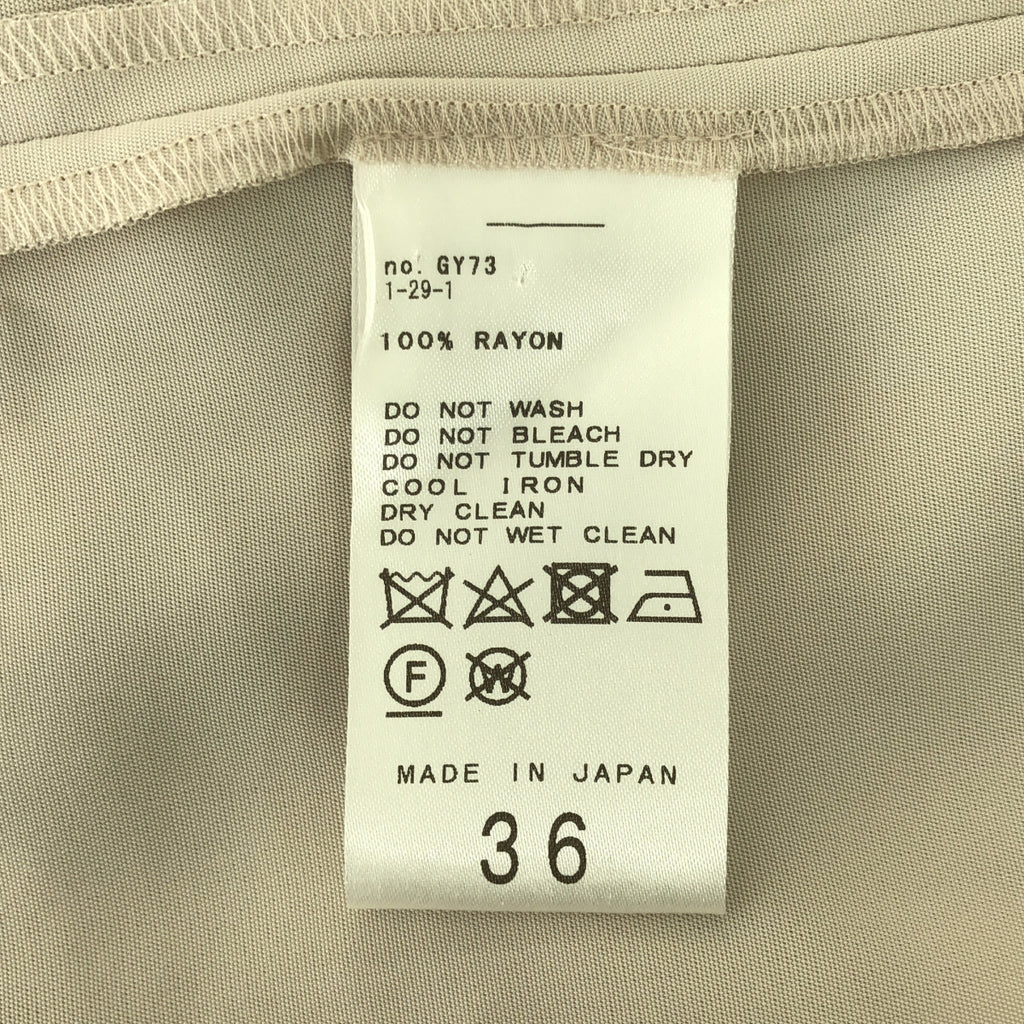 no. GY73
1-29-1
100% RAYON
DO NOT WASH
DO NOT BLEACH
DO NOT TUMBLE DRY
COOL IRON
DRY CLEAN
DO NOT WET CLEAN
F W
MADE IN JAPAN
36